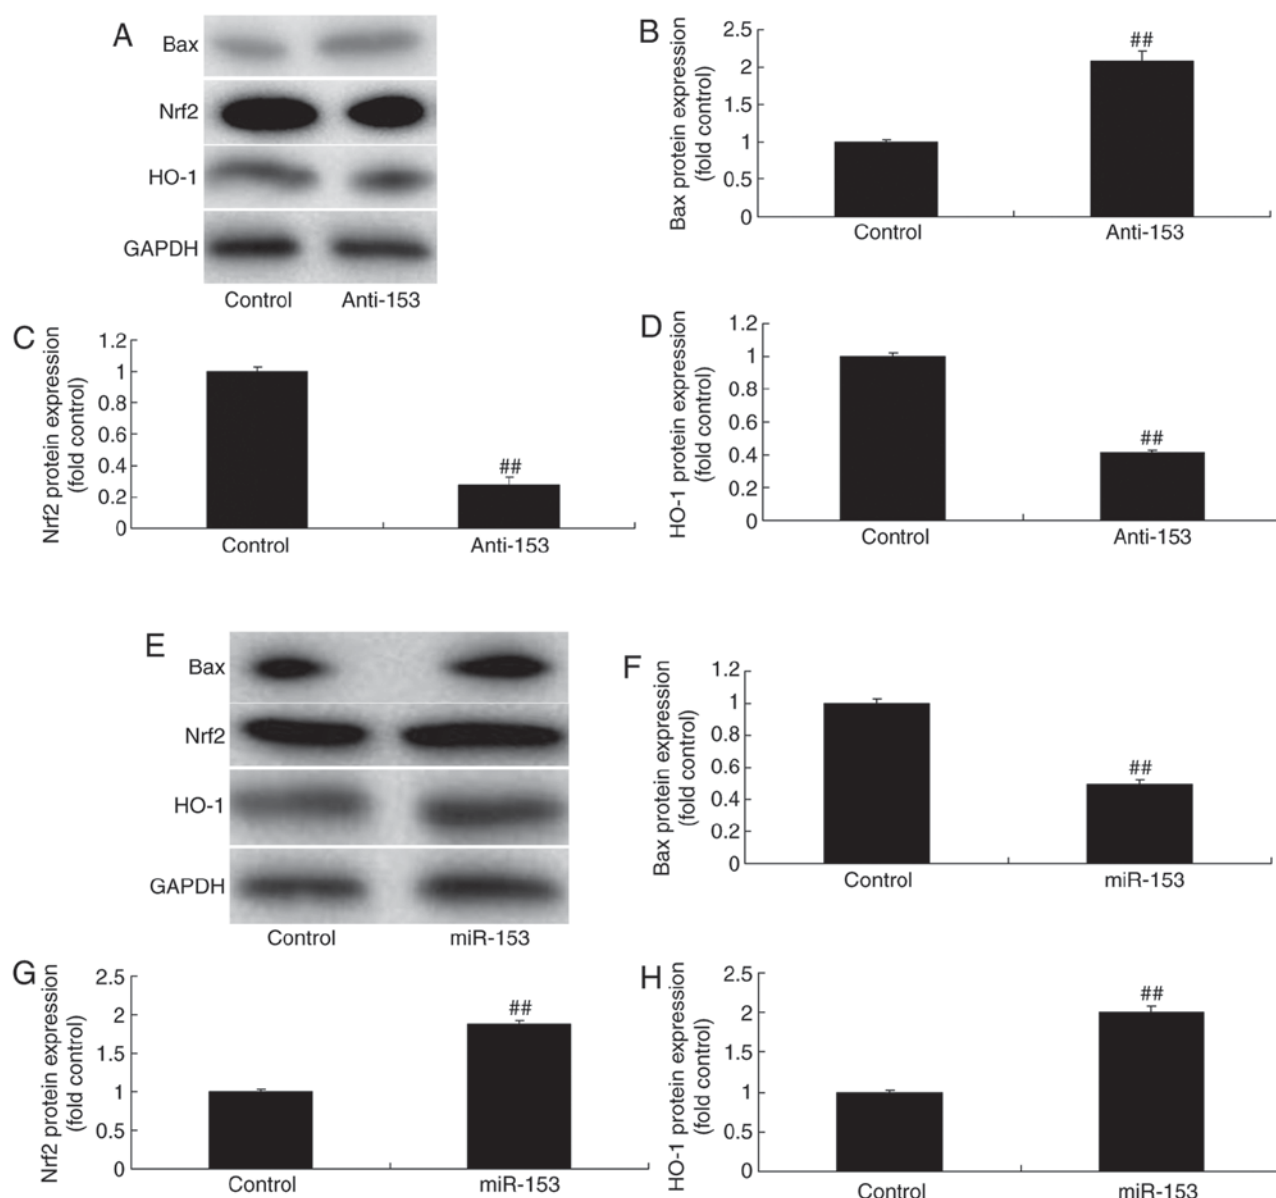 A
Bax
Nrf2
HO-1
GAPDH
Control Anti-153
B
Bax protein expression
(fold control)
2.5
2
1
0.5
0
##
Control Anti-153
C
Nrf2 protein expression
(fold control)
1.2
1
0.8
0.6
0.4
0.2
0
##
Control Anti-153
D
HO-1 protein expression
(fold control)
1.2
1
0.8
0.6
0.4
0.2
0
##
Control Anti-153
E
Bax
Nrf2
HO-1
GAPDH
Control miR-153
F
Bax protein expression
(fold control)
1.2
1
0.8
0.6
0.4
0.2
0
##
Control miR-153
G
Nrf2 protein expression
(fold control)
2.5
2
1.5
1
0.5
0
##
Control miR-153
H
HO-1 protein expression
(fold control)
2.5
2
1.5
1
0.5
0
##
Control miR-153